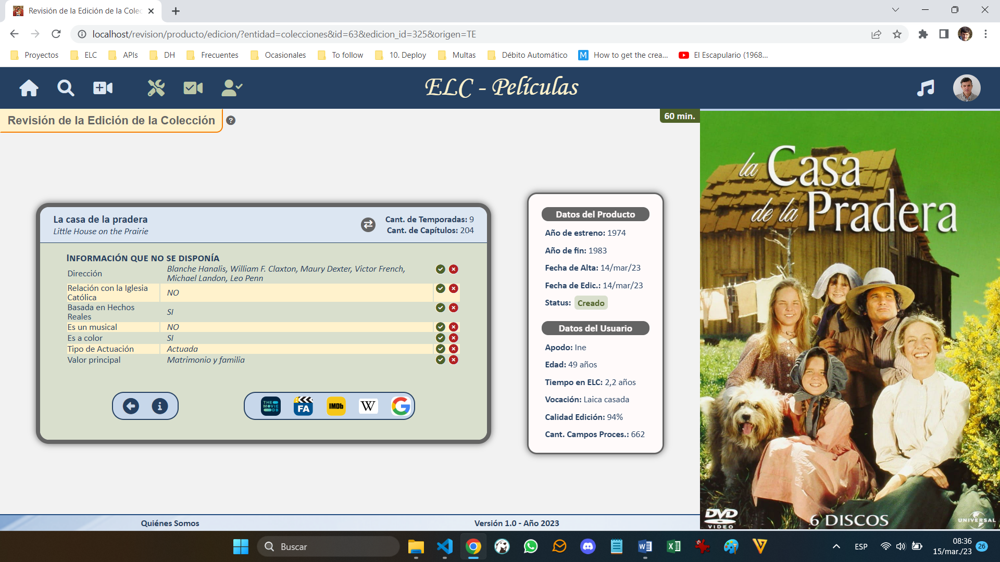 Revisión de la Edición de la Colec
localhost/revision/producto/edicion/?entidad=colecciones&id=63&edicion_id=325&origen=TE
Proyectos ELC APIs DH Frecuentes Ocasionales To follow 10. Deploy Multas Débito Automático M How to get the crea... El Escapulario (1968...
ELC - Películas
Revisión de la Edición de la Colección ?
60 min.
la Casa
de la Pradera
La casa de la pradera
Little House on the Prairie
Cant. de Temporadas: 9
Cant. de Capítulos: 204
INFORMACIÓN QUE NO SE DISPONÍA
Dirección Blanche Hanalis, William F. Claxton, Maury Dexter, Victor French,
Michael Landon, Leo Penn
Relación con la Iglesia
Católica NO
Basada en Hechos
Reales SI
Es un musical NO
Es a color SI
Tipo de Actuación Actuada
Valor principal Matrimonio y familia
THE MOVIE DB FA IMDb W G
Datos del Producto
Año de estreno: 1974
Año de fin: 1983
Fecha de Alta: 14/mar/23
Fecha de Edic.: 14/mar/23
Status: Creado
Datos del Usuario
Apodo: Ine
Edad: 49 años
Tiempo en ELC: 2,2 años
Vocación: Laica casada
Calidad Edición: 94%
Cant. Campos Proces.: 662
DVD
VIDEO
6 DISCOS
UNIVERSAL
Quiénes Somos
Versión 1.0 - Año 2023
Buscar
ESP
08:36
15/mar./23
26